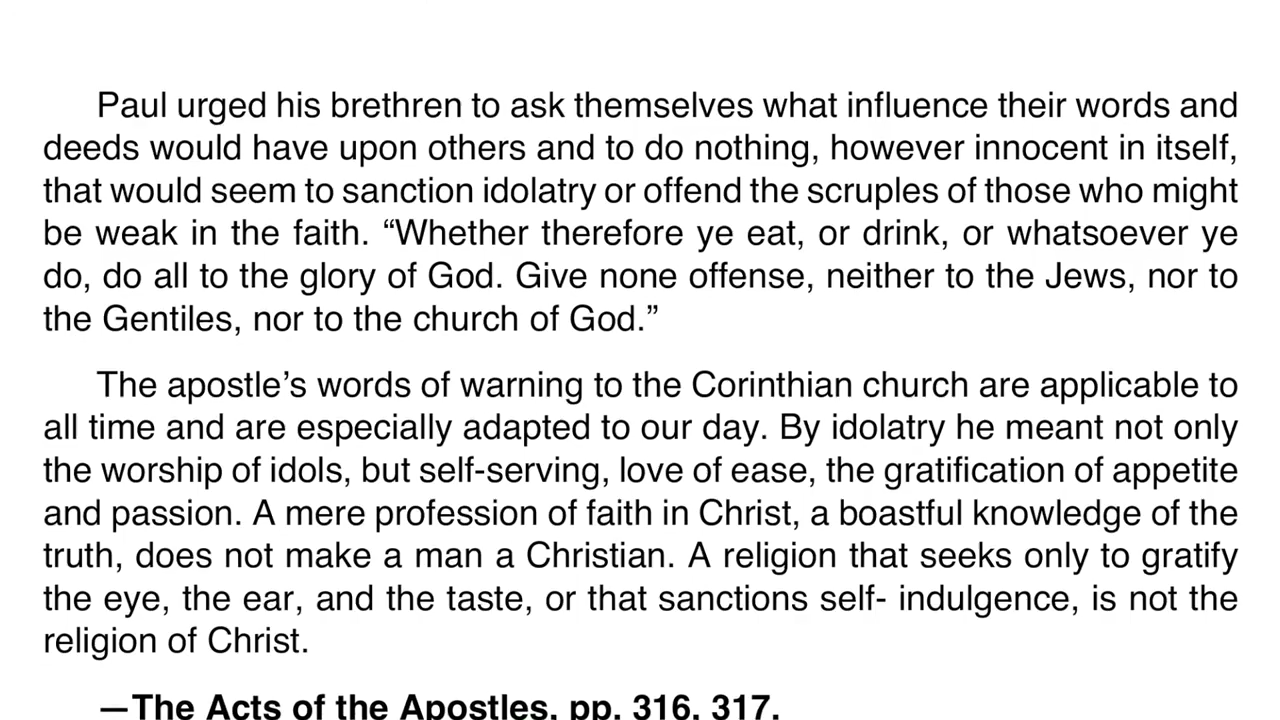 Paul urged his brethren to ask themselves what influence their words and
deeds would have upon others and to do nothing, however innocent in itself,
that would seem to sanction idolatry or offend the scruples of those who might
be weak in the faith. “Whether therefore ye eat, or drink, or whatsoever ye
do, do all to the glory of God. Give none offense, neither to the Jews, nor to
the Gentiles, nor to the church of God.”
The apostle’s words of warning to the Corinthian church are applicable to
all time and are especially adapted to our day. By idolatry he meant not only
the worship of idols, but self-serving, love of ease, the gratification of appetite
and passion. A mere profession of faith in Christ, a boastful knowledge of the
truth, does not make a man a Christian. A religion that seeks only to gratify
the eye, the ear, and the taste, or that sanctions self- indulgence, is not the
religion of Christ.
—The Acts of the Apostles, pp. 316, 317.